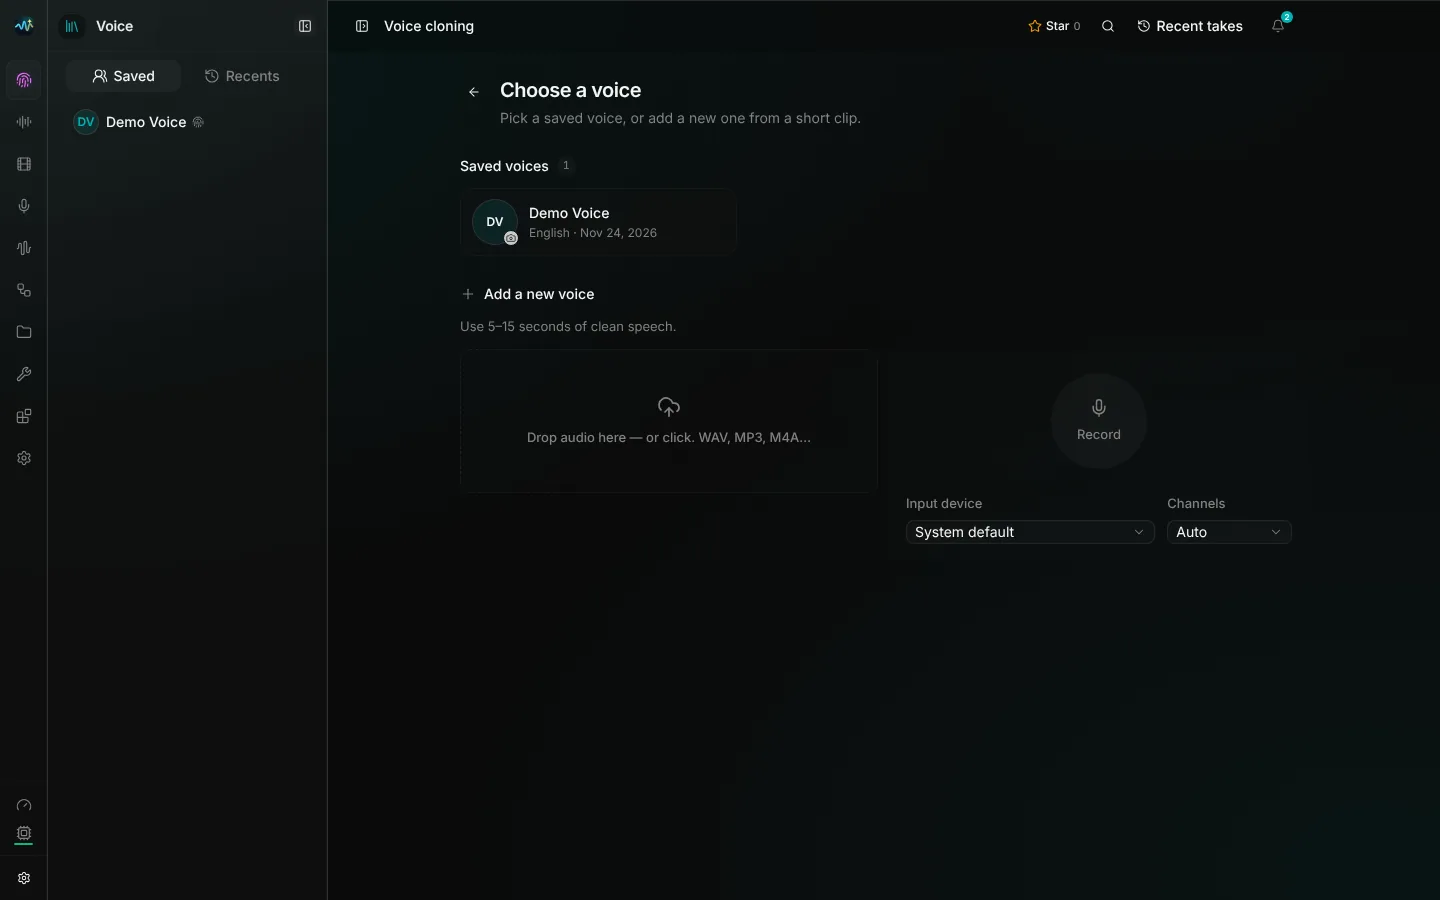 Voice
Saved
Recents
DV
Demo Voice
Voice cloning
Star 0
Recent takes
2
Choose a voice
Pick a saved voice, or add a new one from a short clip.
Saved voices 1
DV
Demo Voice
English · Nov 24, 2026
Add a new voice
Use 5–15 seconds of clean speech.
Drop audio here — or click. WAV, MP3, M4A…
Record
Input device
Channels
System default
Auto